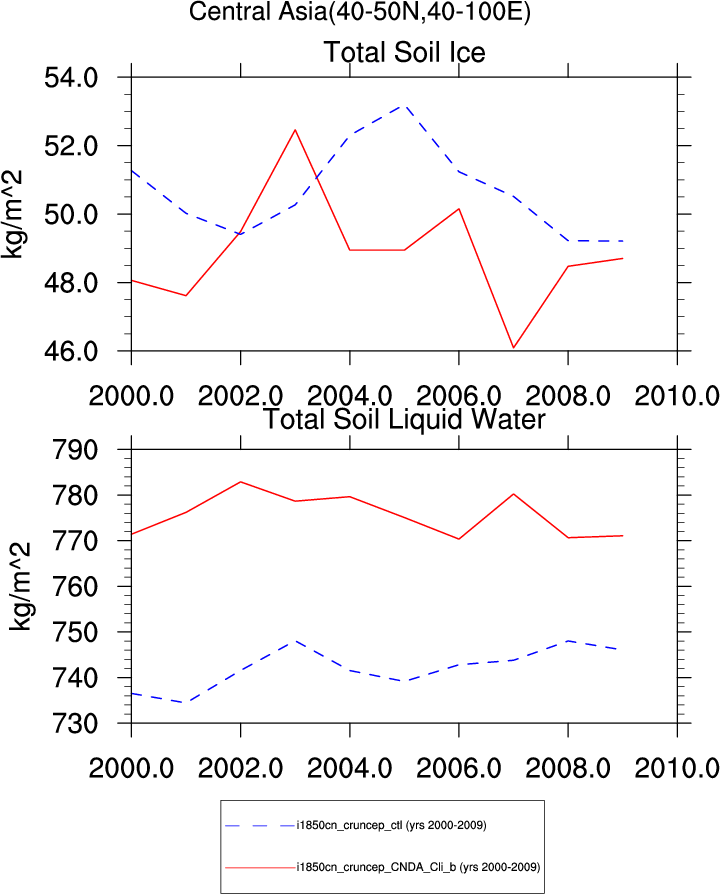 Central Asia(40-50N,40-100E)
Total Soil Ice
54.0
52.0
50.0
48.0
46.0
kg/m^2
2000.0 2002.0 2004.0 2006.0 2008.0 2010.0
Total Soil Liquid Water
790
780
770
760
750
740
730
kg/m^2
2000.0 2002.0 2004.0 2006.0 2008.0 2010.0
i1850cn_cruncep_ctl (yrs 2000-2009)
i1850cn_cruncep_CNDA_Cli_b (yrs 2000-2009)